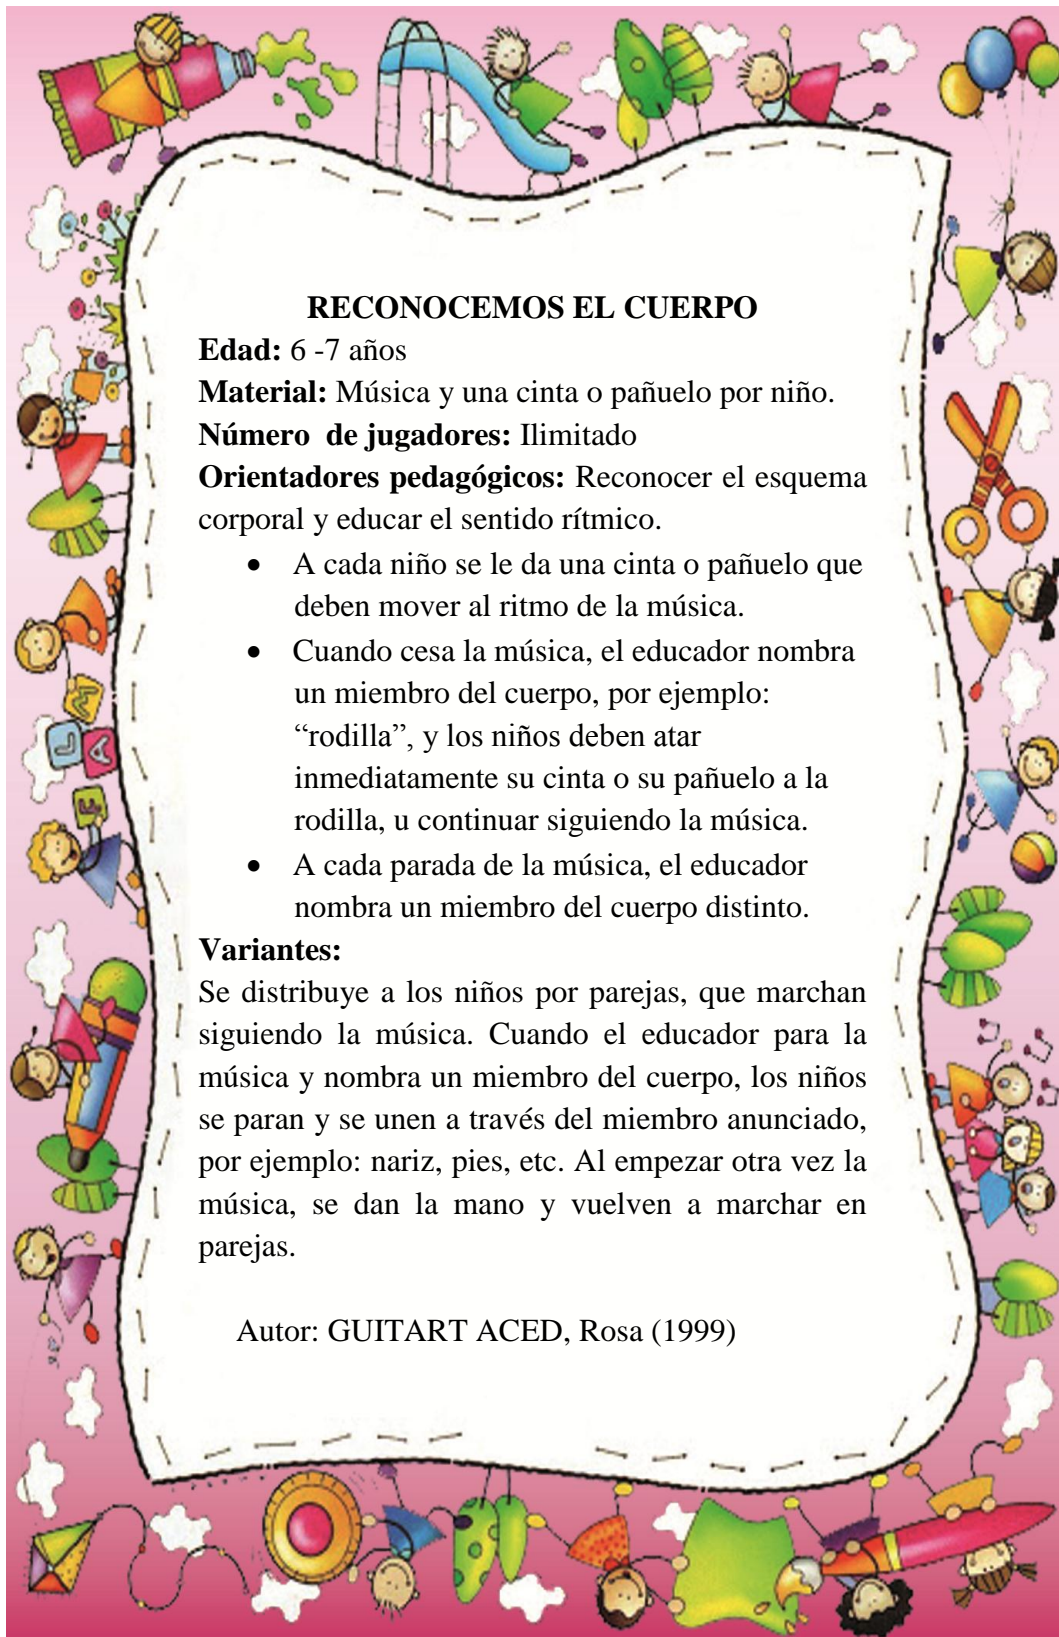 RECONOCEMOS EL CUERPO
Edad: 6 -7 años
Material: Música y una cinta o pañuelo por niño.
Número  de jugadores: Ilimitado
Orientadores pedagógicos: Reconocer el esquema
corporal y educar el sentido rítmico.
• A cada niño se le da una cinta o pañuelo que
deben mover al ritmo de la música.
• Cuando cesa la música, el educador nombra
un miembro del cuerpo, por ejemplo:
“rodilla”, y los niños deben atar
inmediatamente su cinta o su pañuelo a la
rodilla, u continuar siguiendo la música.
• A cada parada de la música, el educador
nombra un miembro del cuerpo distinto.
Variantes:
Se distribuye a los niños por parejas, que marchan
siguiendo la música. Cuando el educador para la
música y nombra un miembro del cuerpo, los niños
se paran y se unen a través del miembro anunciado,
por ejemplo: nariz, pies, etc. Al empezar otra vez la
música, se dan la mano y vuelven a marchar en
parejas.
Autor: GUITART ACED, Rosa (1999)
M
L A
E